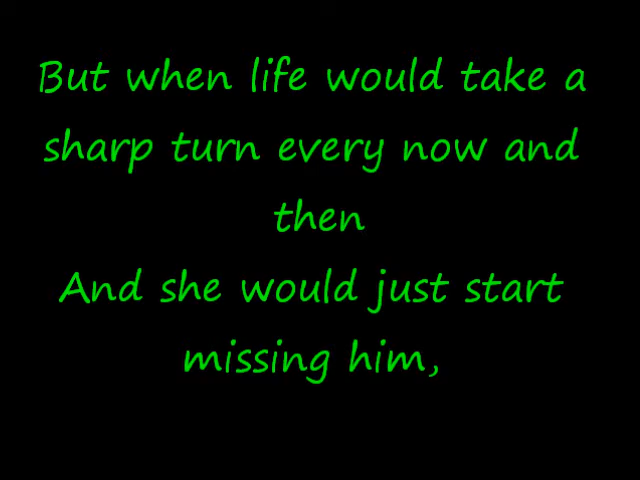 But when life would take a
sharp turn every now and
then
And she would just start
missing him,